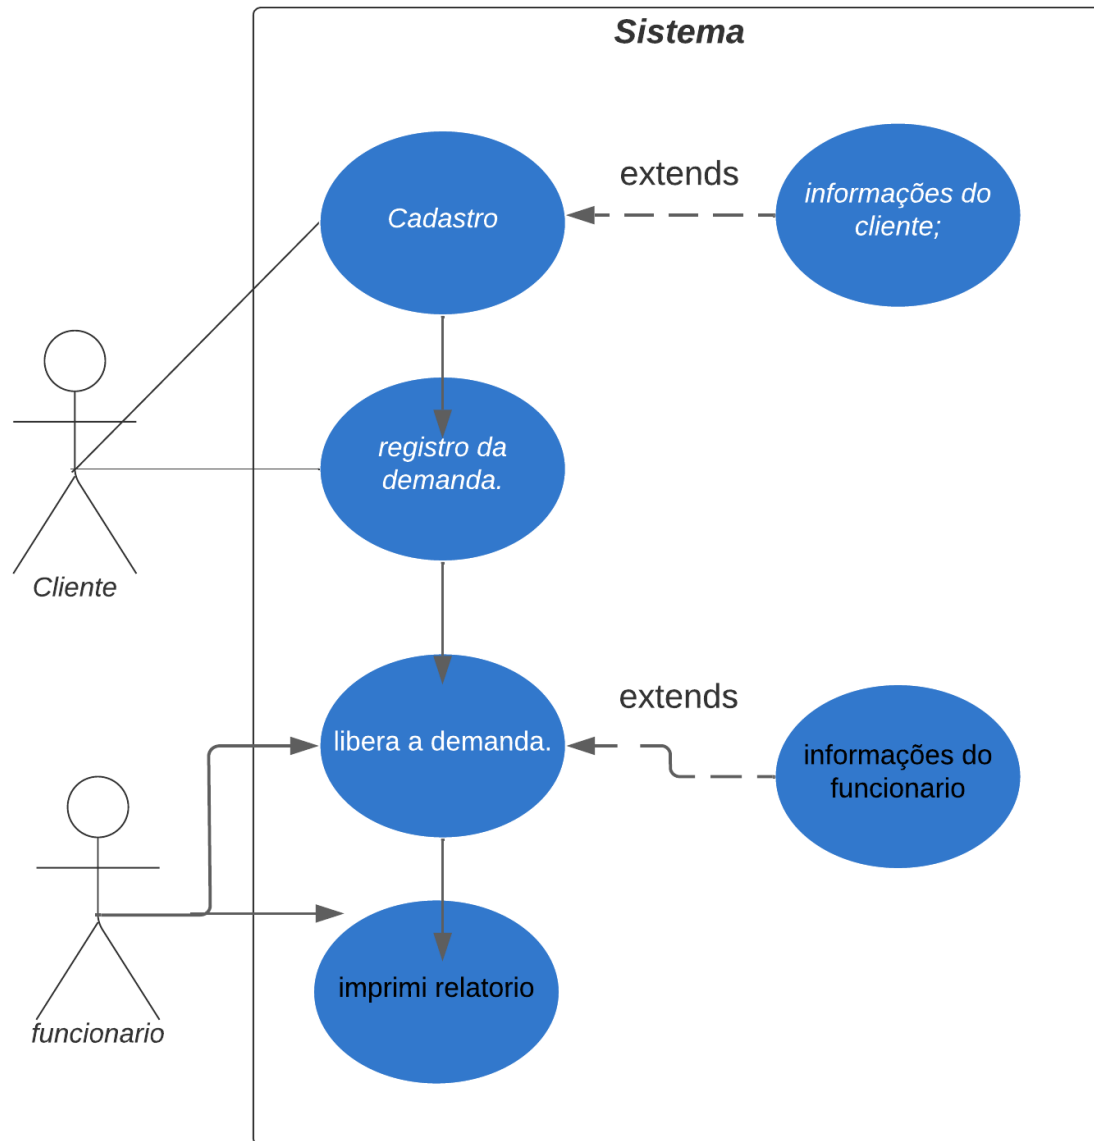 Sistema
extends
informações do
cliente;
Cadastro
registro da
demanda.
Cliente
extends
libera a demanda.
informações do
funcionario
imprimi relatorio
funcionario